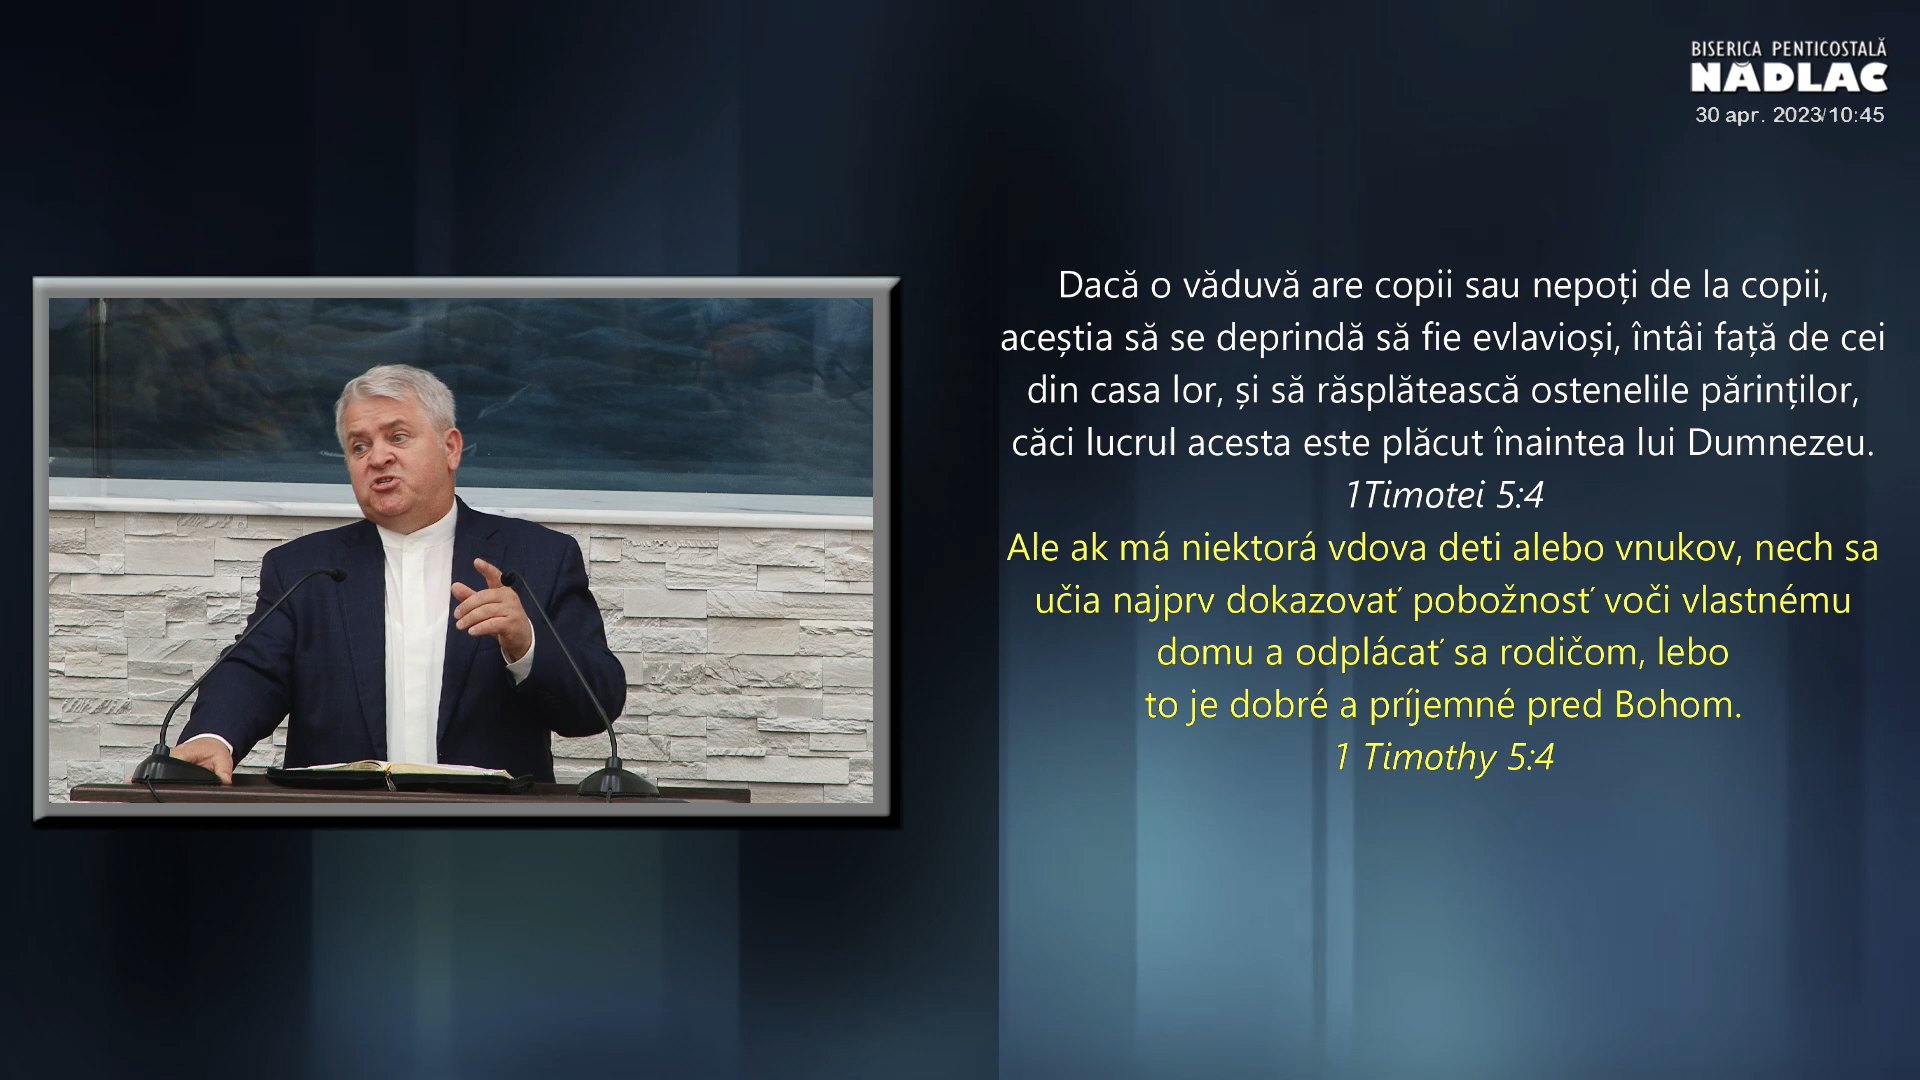 BISERICA PENTICOSTALĂ
NĂDLAC
30 apr. 2023/10:45
Dacă o văduvă are copii sau nepoți de la copii,
aceștia să se deprindă să fie evlavioși, întâi față de cei
din casa lor, și să răsplătească ostenelile părinților,
căci lucrul acesta este plăcut înaintea lui Dumnezeu.
1Timotei 5:4
Ale ak má niektorá vdova deti alebo vnukov, nech sa
učia najprv dokazovať pobožnosť voči vlastnému
domu a odplácať sa rodičom, lebo
to je dobré a príjemné pred Bohom.
1 Timothy 5:4